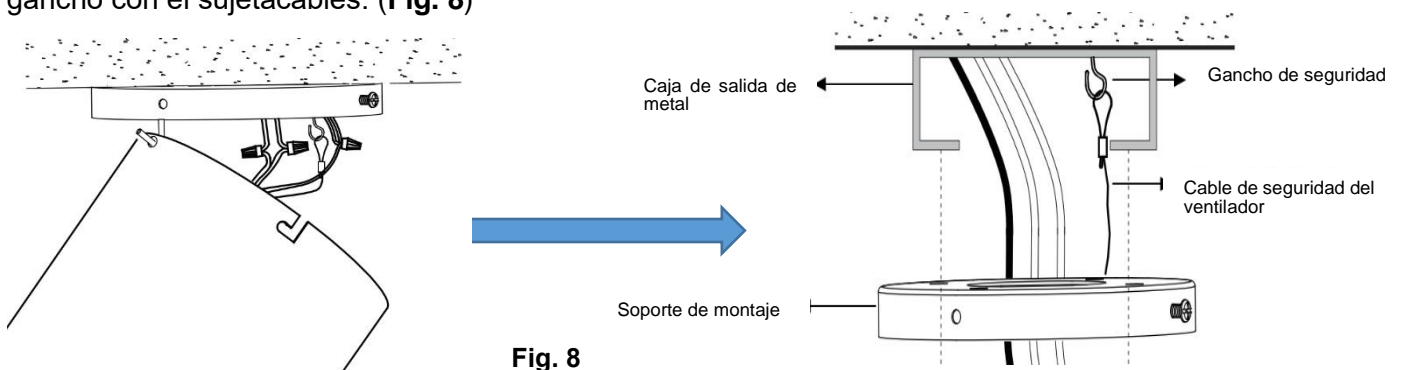 gancho con el sujetacables. (Fig. 8)
Caja de salida de
metal
Gancho de seguridad
Cable de seguridad del
ventilador
Soporte de montaje
Fig. 8